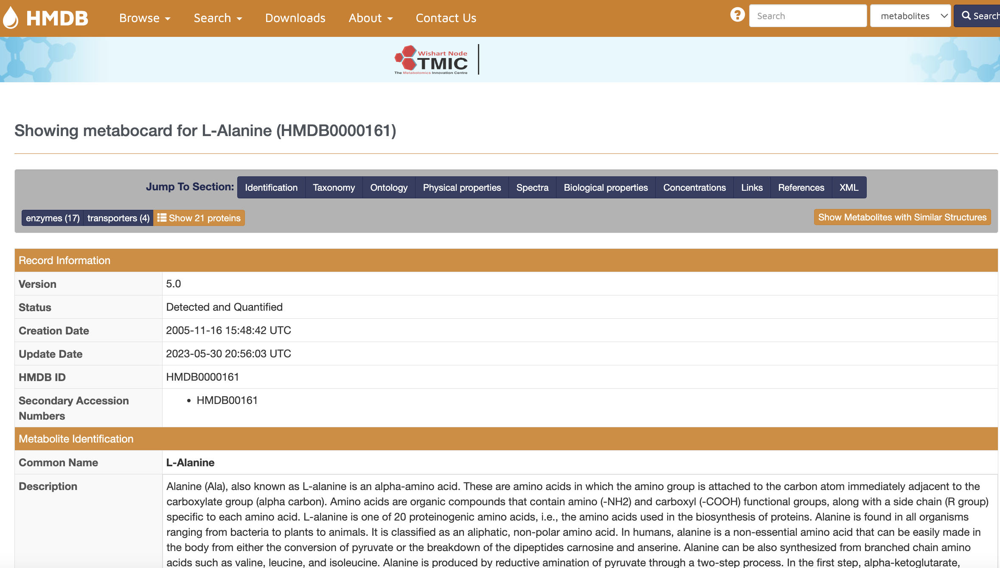 HMDB Browse Search Downloads About Contact Us ? Search metabolites Search
Wishart Node
TMIC
The Metabolomics Innovation Centre
Showing metabocard for L-Alanine (HMDB0000161)
Jump To Section: Identification Taxonomy Ontology Physical properties Spectra Biological properties Concentrations Links References XML
enzymes (17) transporters (4) Show 21 proteins Show Metabolites with Similar Structures
Record Information
Version 5.0
Status Detected and Quantified
Creation Date 2005-11-16 15:48:42 UTC
Update Date 2023-05-30 20:56:03 UTC
HMDB ID HMDB0000161
Secondary Accession • HMDB00161
Numbers
Metabolite Identification
Common Name L-Alanine
Description Alanine (Ala), also known as L-alanine is an alpha-amino acid. These are amino acids in which the amino group is attached to the carbon atom immediately adjacent to the
carboxylate group (alpha carbon). Amino acids are organic compounds that contain amino (-NH2) and carboxyl (-COOH) functional groups, along with a side chain (R group)
specific to each amino acid. L-alanine is one of 20 proteinogenic amino acids, i.e., the amino acids used in the biosynthesis of proteins. Alanine is found in all organisms
ranging from bacteria to plants to animals. It is classified as an aliphatic, non-polar amino acid. In humans, alanine is a non-essential amino acid that can be easily made in
the body from either the conversion of pyruvate or the breakdown of the dipeptides carnosine and anserine. Alanine can be also synthesized from branched chain amino
acids such as valine, leucine, and isoleucine. Alanine is produced by reductive amination of pyruvate through a two-step process. In the first step, alpha-ketoglutarate,